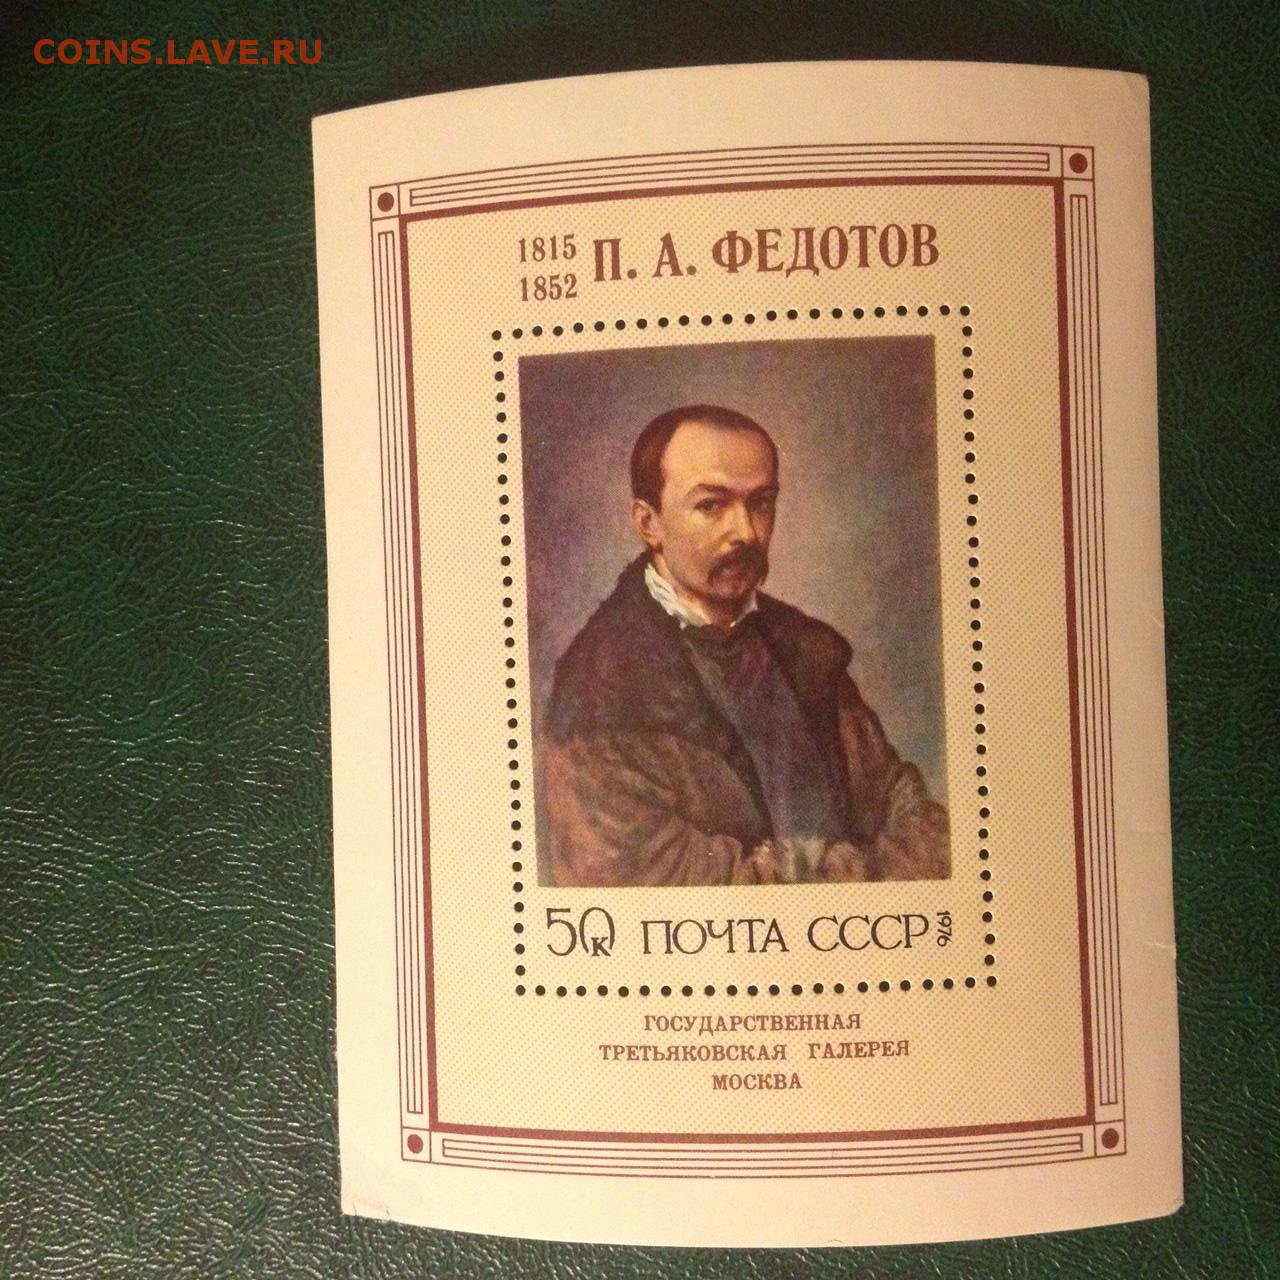 COINS.LAVE.RU
1815
1852
П. А. ФЕДОТОВ
50к ПОЧТА СССР 1976
ГОСУДАРСТВЕННАЯ
ТРЕТЬЯКОВСКАЯ ГАЛЕРЕЯ
МОСКВА